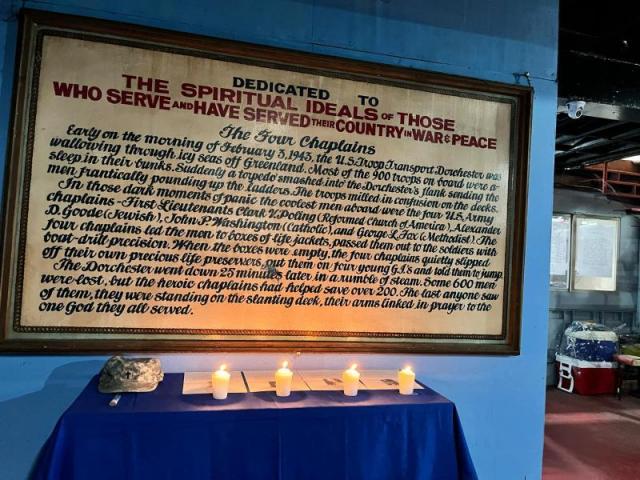 DEDICATED TO
THE SPIRITUAL IDEALS OF THOSE
WHO SERVE AND HAVE SERVED THEIR COUNTRY IN WAR & PEACE
The Four Chaplains
Early on the morning of February 3, 1943, the U.S. Troop Transport Dorchester was
wallowing through icy seas off Greenland. Most of the 900 troops on board were a-
sleep in their bunks. Suddenly a torpedo smashed into the Dorchester's flank sending the
men frantically pounding up the ladders. The troops milled in confusion on the decks.
In those dark moments of panic the coolest men aboard were the four U.S. Army
chaplains - First Lieutenants Clark V. Poling (Reformed Church of America), Alexander
D. Goode (Jewish), John P. Washington (Catholic), and George L. Fox (Methodist). The
four chaplains led the men to boxes of life jackets, passed them out to the soldiers with
boat-drill precision. When the boxes were empty, the four chaplains quietly slipped
off their own precious life preservers, put them on four young G.I's and told them to jump.
The Dorchester went down 25 minutes later in a rumble of steam. Some 600 men
were lost, but the heroic chaplains had helped save over 200. The last anyone saw
of them, they were standing on the slanting deck, their arms linked in prayer to the
one God they all served.